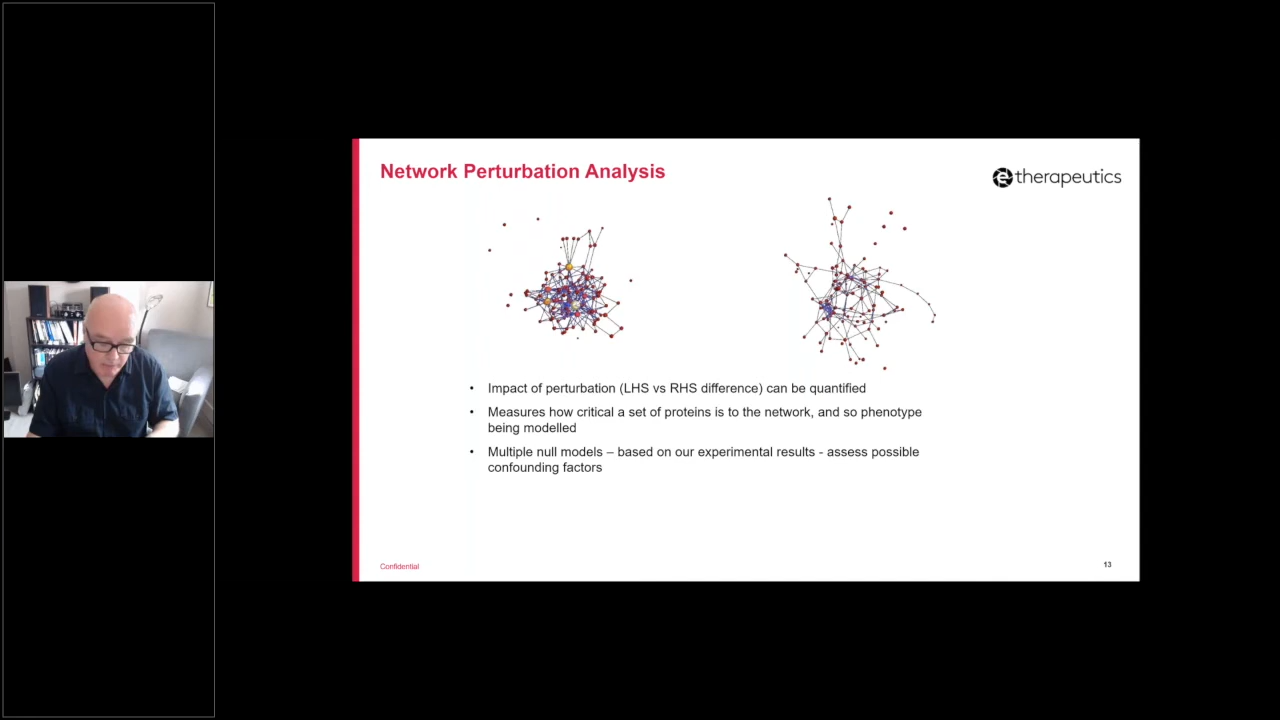 Network Perturbation Analysis
e therapeutics
• Impact of perturbation (LHS vs RHS difference) can be quantified
• Measures how critical a set of proteins is to the network, and so phenotype
being modelled
• Multiple null models – based on our experimental results - assess possible
confounding factors
Confidential
13